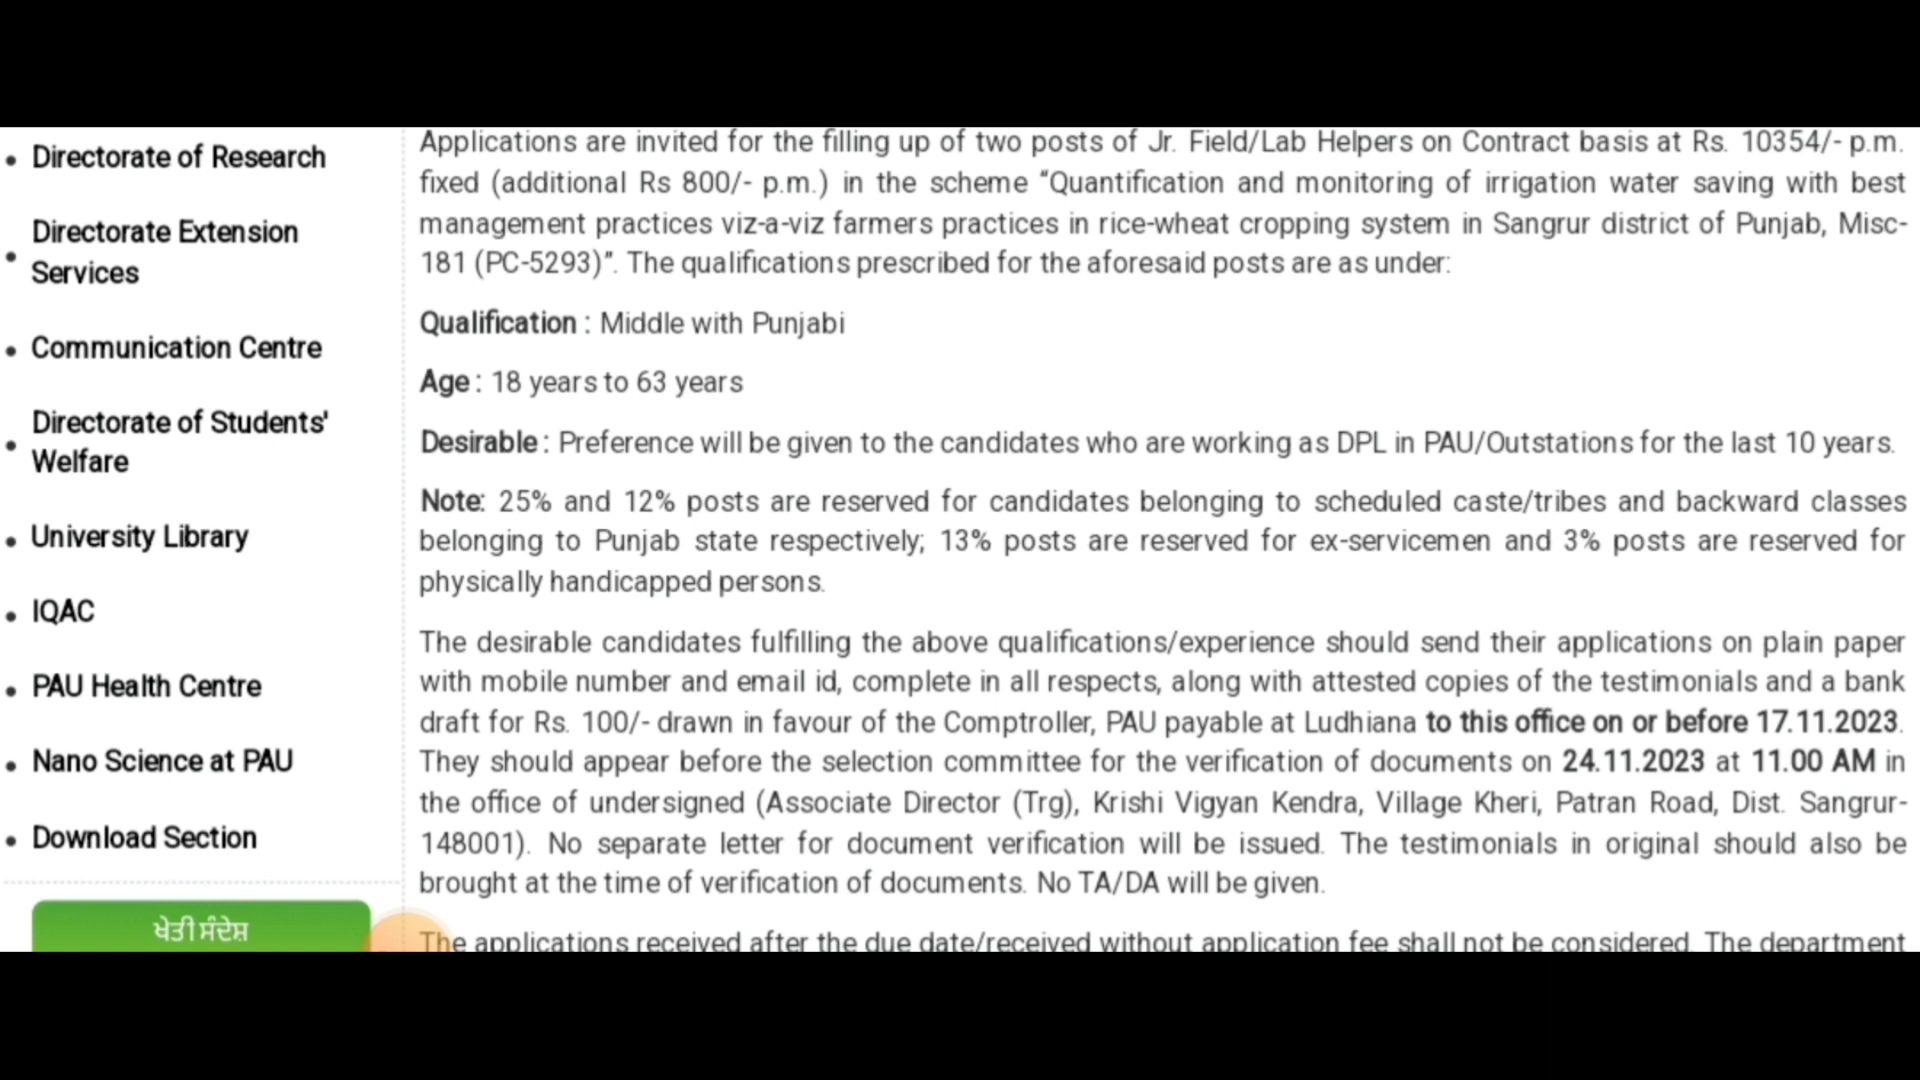 Directorate of Research
Directorate Extension
Services
Communication Centre
Directorate of Students'
Welfare
University Library
IQAC
PAU Health Centre
Nano Science at PAU
Download Section
ਖੇਤੀ ਸੰਦੇਸ਼
Applications are invited for the filling up of two posts of Jr. Field/Lab Helpers on Contract basis at Rs. 10354/- p.m.
fixed (additional Rs 800/- p.m.) in the scheme “Quantification and monitoring of irrigation water saving with best
management practices viz-a-viz farmers practices in rice-wheat cropping system in Sangrur district of Punjab, Misc-
181 (PC-5293)”. The qualifications prescribed for the aforesaid posts are as under:
Qualification : Middle with Punjabi
Age : 18 years to 63 years
Desirable : Preference will be given to the candidates who are working as DPL in PAU/Outstations for the last 10 years.
Note: 25% and 12% posts are reserved for candidates belonging to scheduled caste/tribes and backward classes
belonging to Punjab state respectively; 13% posts are reserved for ex-servicemen and 3% posts are reserved for
physically handicapped persons.
The desirable candidates fulfilling the above qualifications/experience should send their applications on plain paper
with mobile number and email id, complete in all respects, along with attested copies of the testimonials and a bank
draft for Rs. 100/- drawn in favour of the Comptroller, PAU payable at Ludhiana to this office on or before 17.11.2023.
They should appear before the selection committee for the verification of documents on 24.11.2023 at 11.00 AM in
the office of undersigned (Associate Director (Trg), Krishi Vigyan Kendra, Village Kheri, Patran Road, Dist. Sangrur-
148001). No separate letter for document verification will be issued. The testimonials in original should also be
brought at the time of verification of documents. No TA/DA will be given.
The applications received after the due date/received without application fee shall not be considered. The department